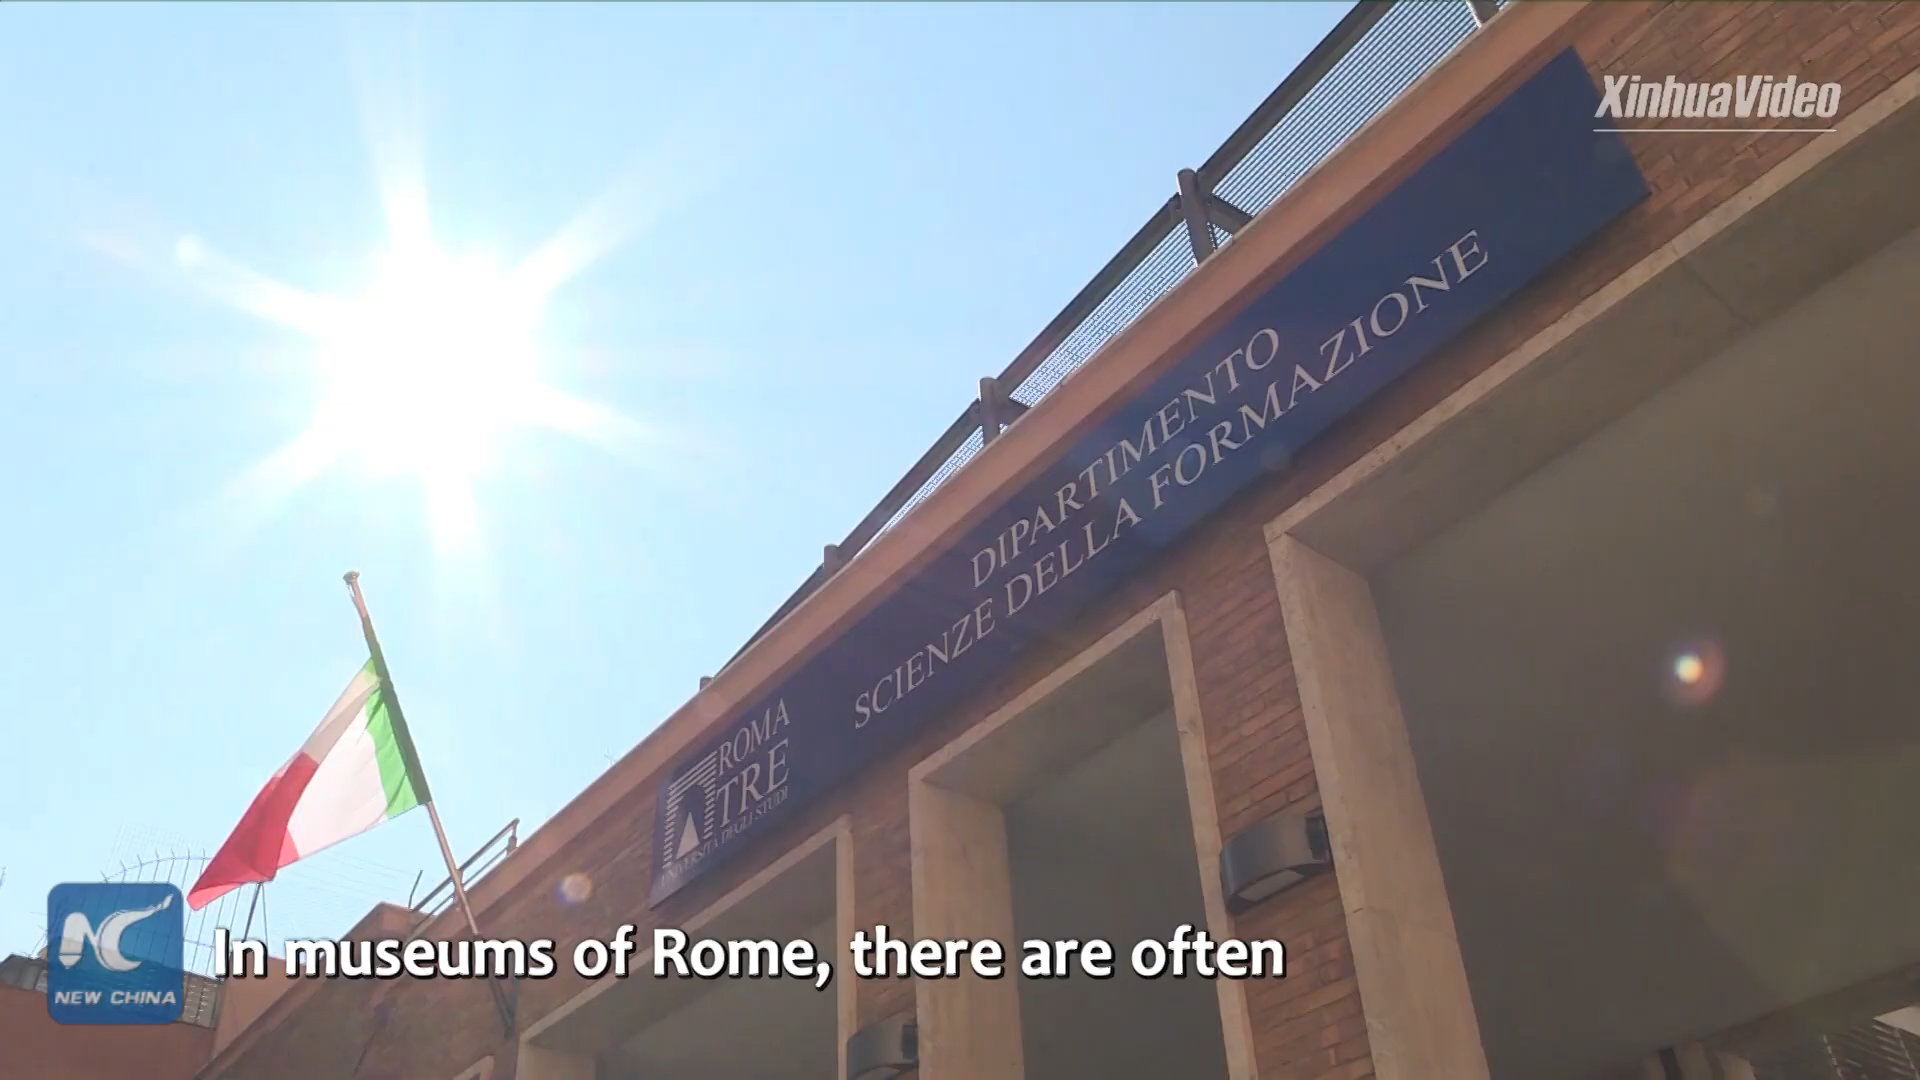 XinhuaVideo
DIPARTIMENTO
SCIENZE DELLA FORMAZIONE
ROMA
TRE
UNIVERSITÀ DEGLI STUDI
In museums of Rome, there are often
NC
NEW CHINA